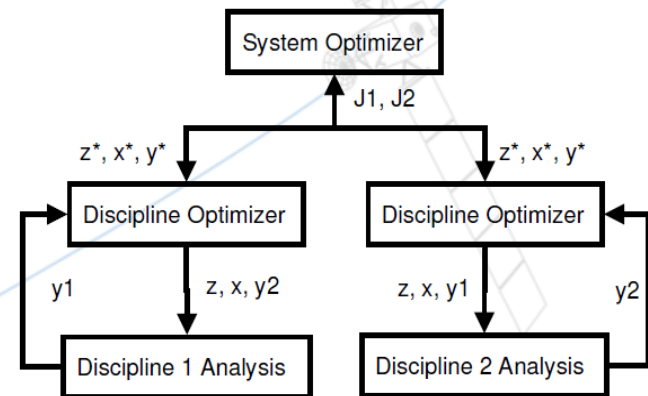 System Optimizer
J1, J2
z*, x*, y*
z*, x*, y*
Discipline Optimizer
Discipline Optimizer
y1
z, x, y2
z, x, y1
y2
Discipline 1 Analysis
Discipline 2 Analysis